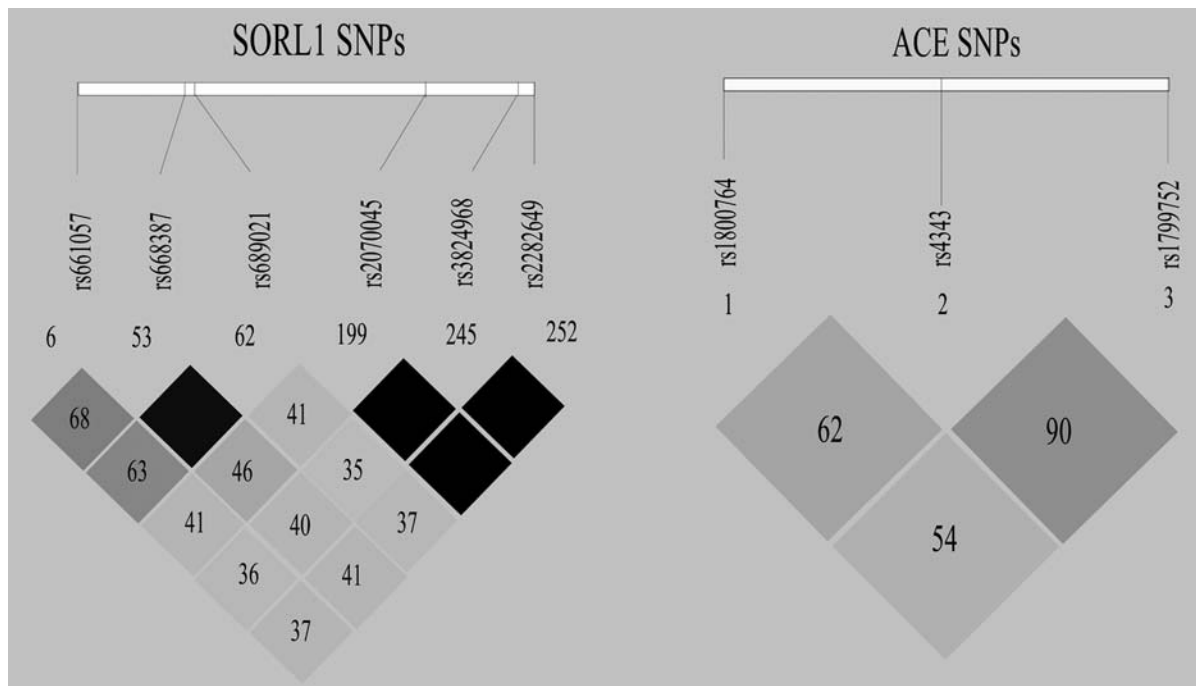 SORL1 SNPs
rs661057
rs668387
rs689021
rs2070045
rs3824968
rs2282649
6 53 62 199 245 252
68 41
63 46 35
41 40 37
36 41
37
ACE SNPs
rs1800764
rs4343
rs1799752
1 2 3
62 90
54